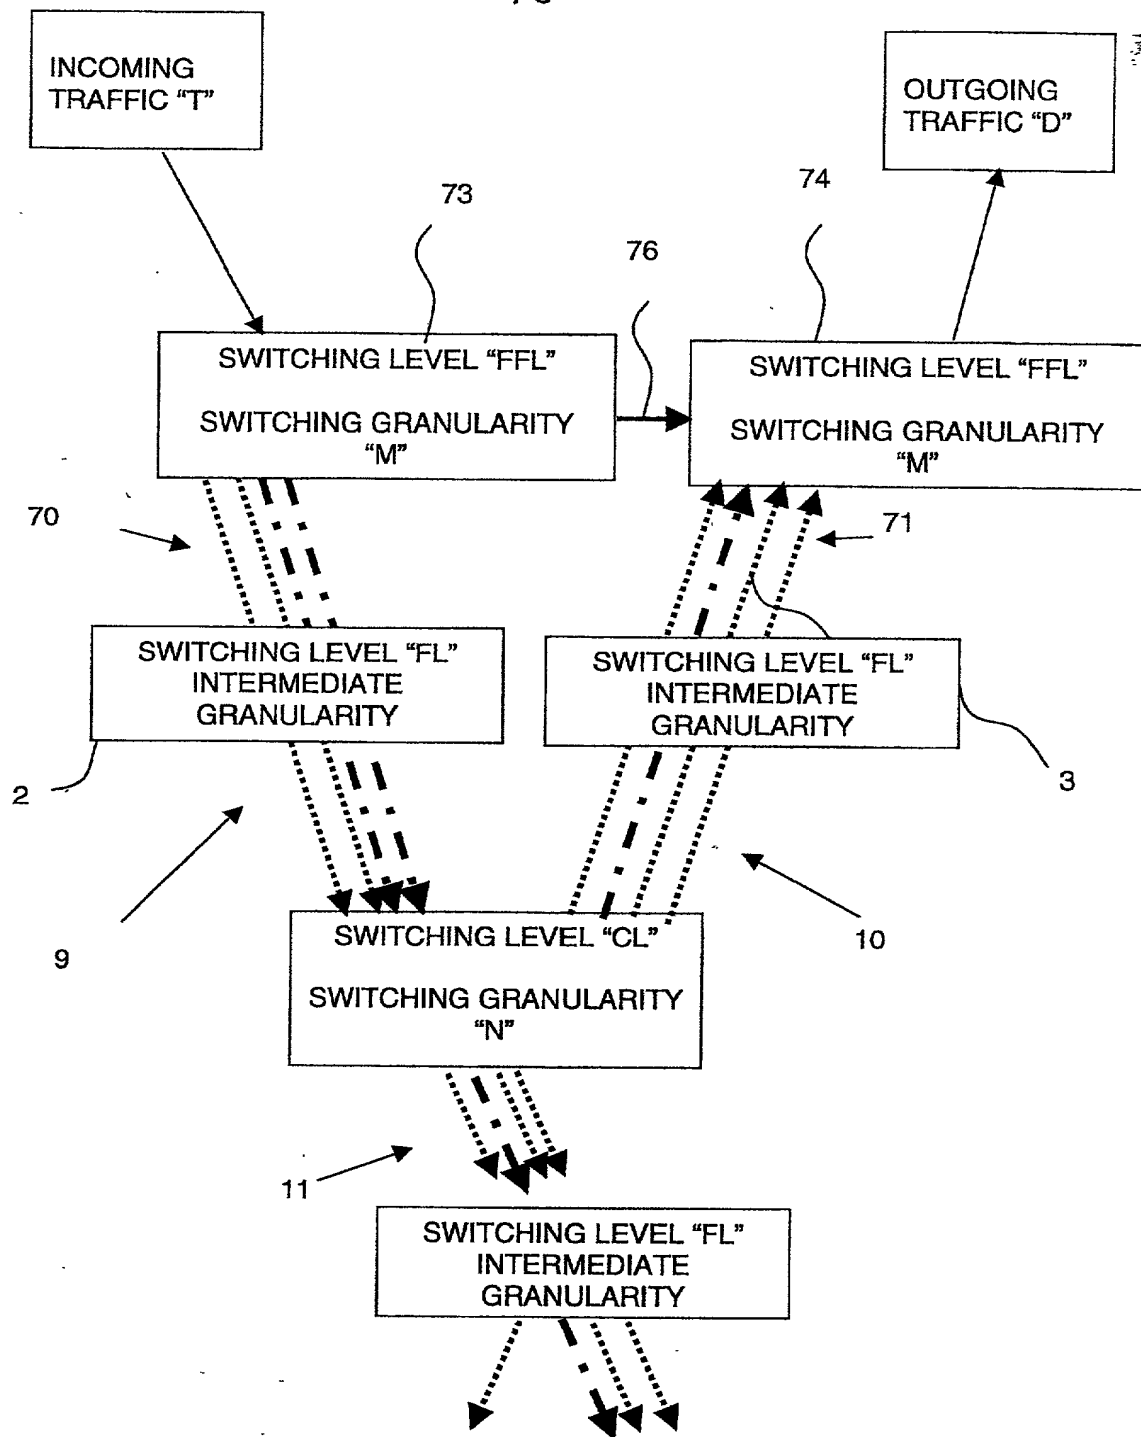 INCOMING
TRAFFIC “T”
OUTGOING
TRAFFIC “D”
73
74
76
SWITCHING LEVEL “FFL”
SWITCHING GRANULARITY
“M”
SWITCHING LEVEL “FFL”
SWITCHING GRANULARITY
“M”
70
71
SWITCHING LEVEL “FL”
INTERMEDIATE
GRANULARITY
SWITCHING LEVEL “FL”
INTERMEDIATE
GRANULARITY
2
3
9
10
SWITCHING LEVEL “CL”
SWITCHING GRANULARITY
“N”
11
SWITCHING LEVEL “FL”
INTERMEDIATE
GRANULARITY